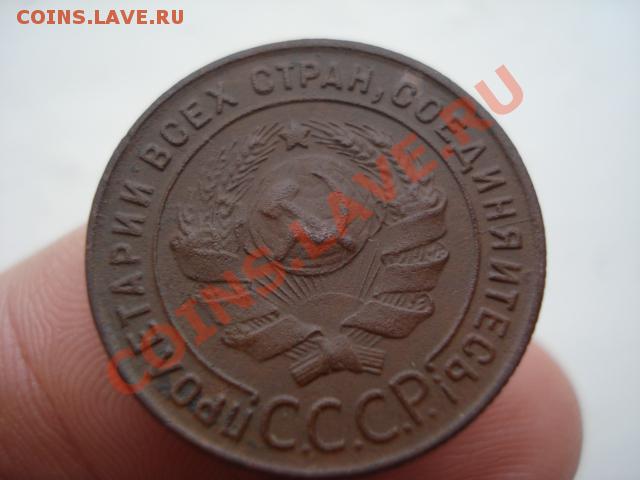 COINS.LAVE.RU
ПРОЛЕТАРИИ ВСЕХ СТРАН, СОЕДИНЯЙТЕСЬ!
С.С.С.Р.
COINS.LAVE.RU